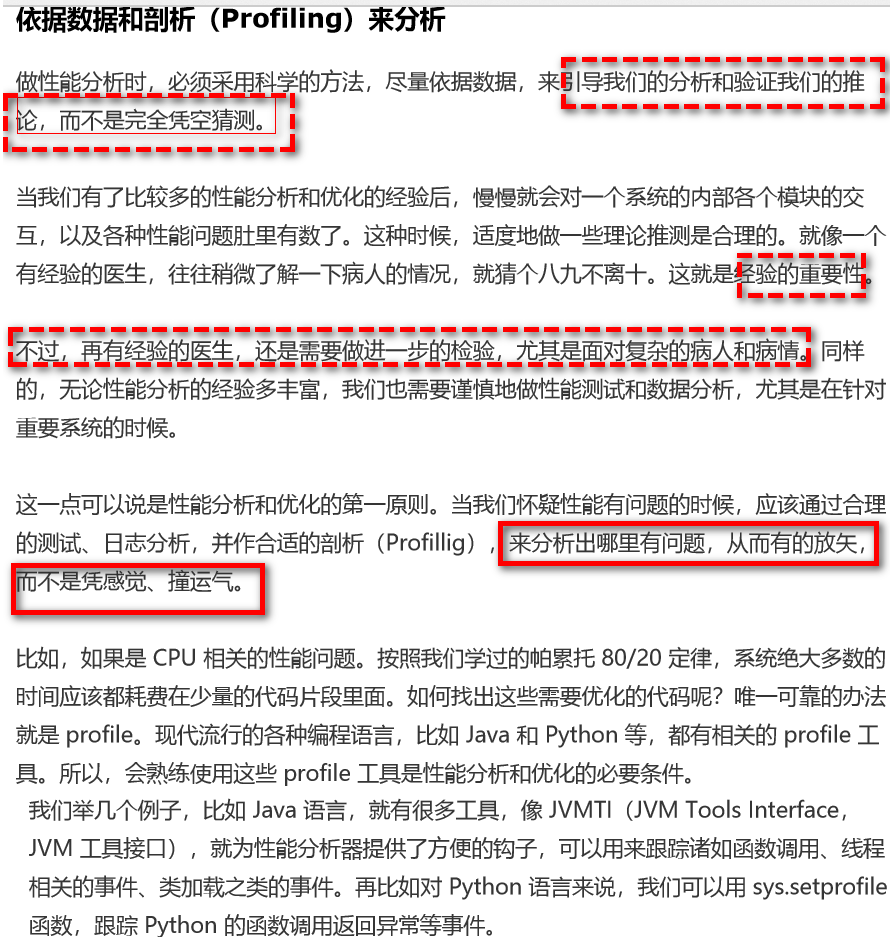 依据数据和剖析（Profiling）来分析
做性能分析时，必须采用科学的方法，尽量依据数据，来引导我们的分析和验证我们的推
论，而不是完全凭空猜测。
当我们有了比较多的性能分析和优化的经验后，慢慢就会对一个系统的内部各个模块的交
互，以及各种性能问题肚里有数了。这种时候，适度地做一些理论推测是合理的。就像一个
有经验的医生，往往稍微了解一下病人的情况，就猜个八九不离十。这就是经验的重要性。
不过，再有经验的医生，还是需要做进一步的检验，尤其是面对复杂的病人和病情。同样
的，无论性能分析的经验多丰富，我们也需要谨慎地做性能测试和数据分析，尤其是在针对
重要系统的时候。
这一点可以说是性能分析和优化的第一原则。当我们怀疑性能有问题的时候，应该通过合理
的测试、日志分析，并作合适的剖析（Profillig），来分析出哪里有问题，从而有的放矢，
而不是凭感觉、撞运气。
比如，如果是 CPU 相关的性能问题。按照我们学过的帕累托 80/20 定律，系统绝大多数的
时间应该都耗费在少量的代码片段里面。如何找出这些需要优化的代码呢？唯一可靠的办法
就是 profile。现代流行的各种编程语言，比如 Java 和 Python 等，都有相关的 profile 工
具。所以，会熟练使用这些 profile 工具是性能分析和优化的必要条件。
我们举几个例子，比如 Java 语言，就有很多工具，像 JVMTI（JVM Tools Interface，
JVM 工具接口），就为性能分析器提供了方便的钩子，可以用来跟踪诸如函数调用、线程
相关的事件、类加载之类的事件。再比如对 Python 语言来说，我们可以用 sys.setprofile
函数，跟踪 Python 的函数调用返回异常等事件。